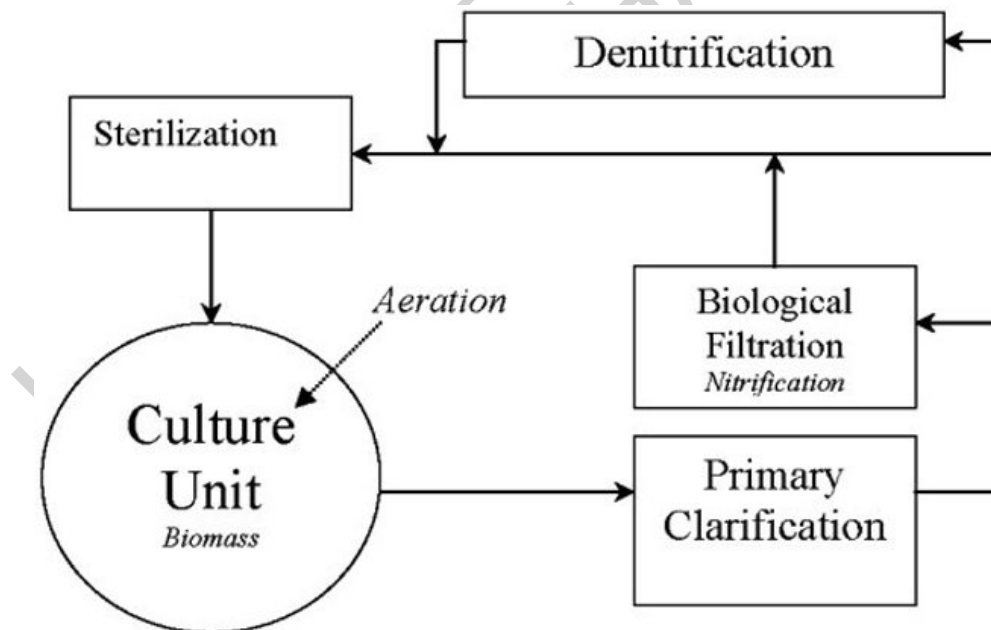 Denitrification
Sterilization
Aeration
Biological
Filtration
Nitrification
Culture
Unit
Biomass
Primary
Clarification